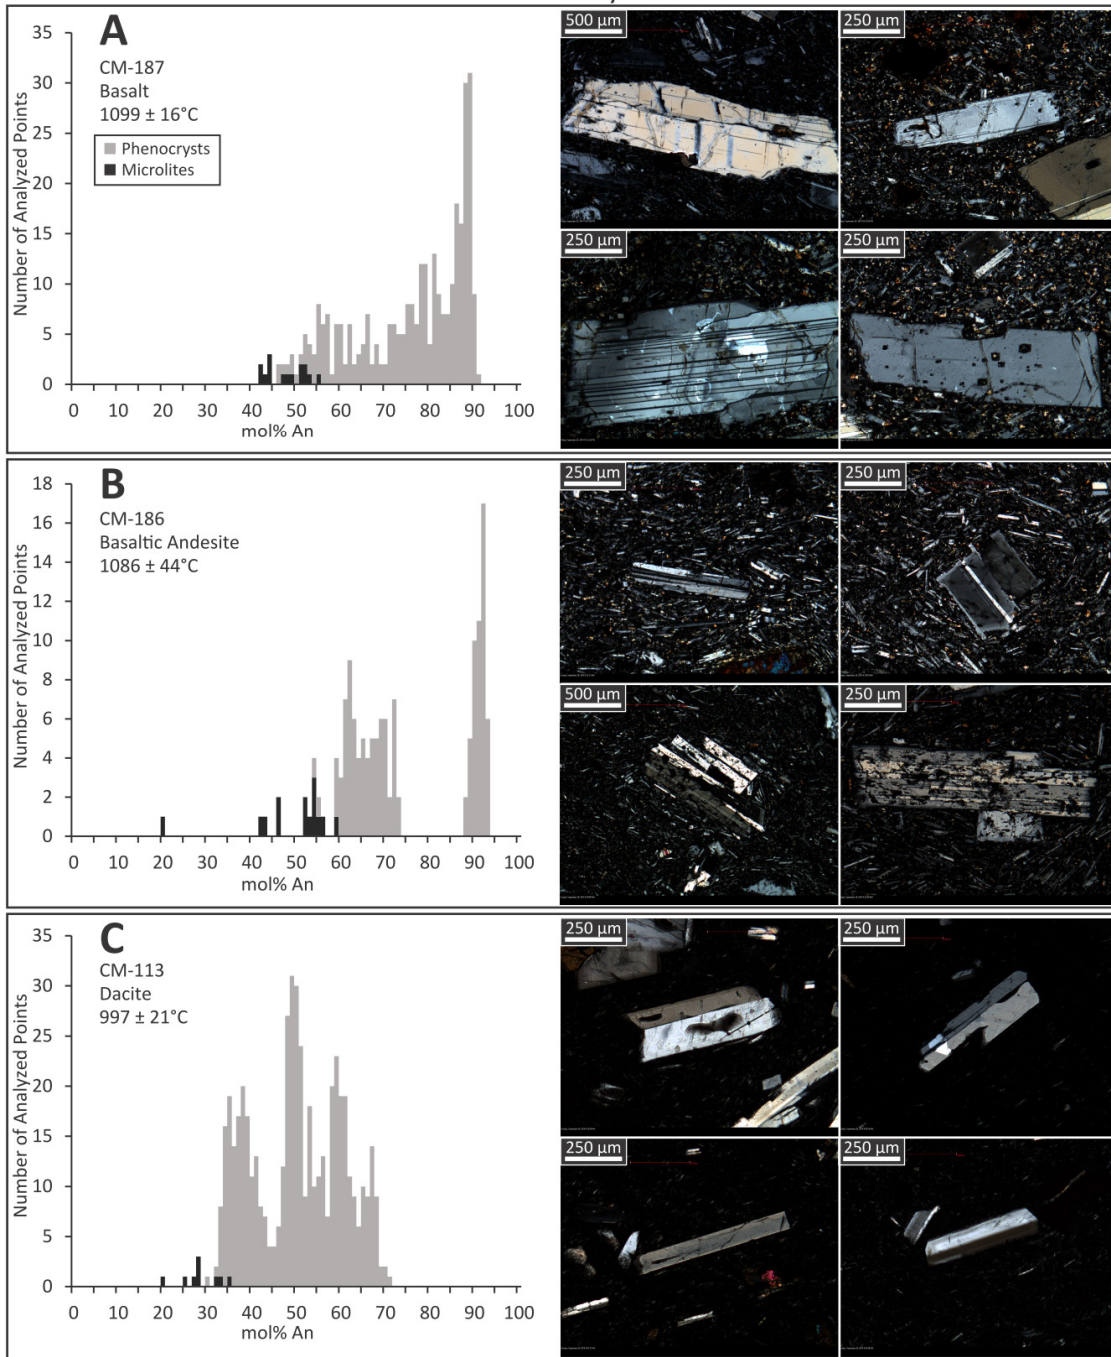 A
CM-187
Basalt
1099 ± 16°C
Phenocrysts
Microlites
Number of Analyzed Points
35
30
25
20
15
10
5
0
0 10 20 30 40 50 60 70 80 90 100
mol% An
500 µm
250 µm
250 µm
250 µm
B
CM-186
Basaltic Andesite
1086 ± 44°C
Number of Analyzed Points
18
16
14
12
10
8
6
4
2
0
0 10 20 30 40 50 60 70 80 90 100
mol% An
250 µm
250 µm
500 µm
250 µm
C
CM-113
Dacite
997 ± 21°C
Number of Analyzed Points
35
30
25
20
15
10
5
0
0 10 20 30 40 50 60 70 80 90 100
mol% An
250 µm
250 µm
250 µm
250 µm